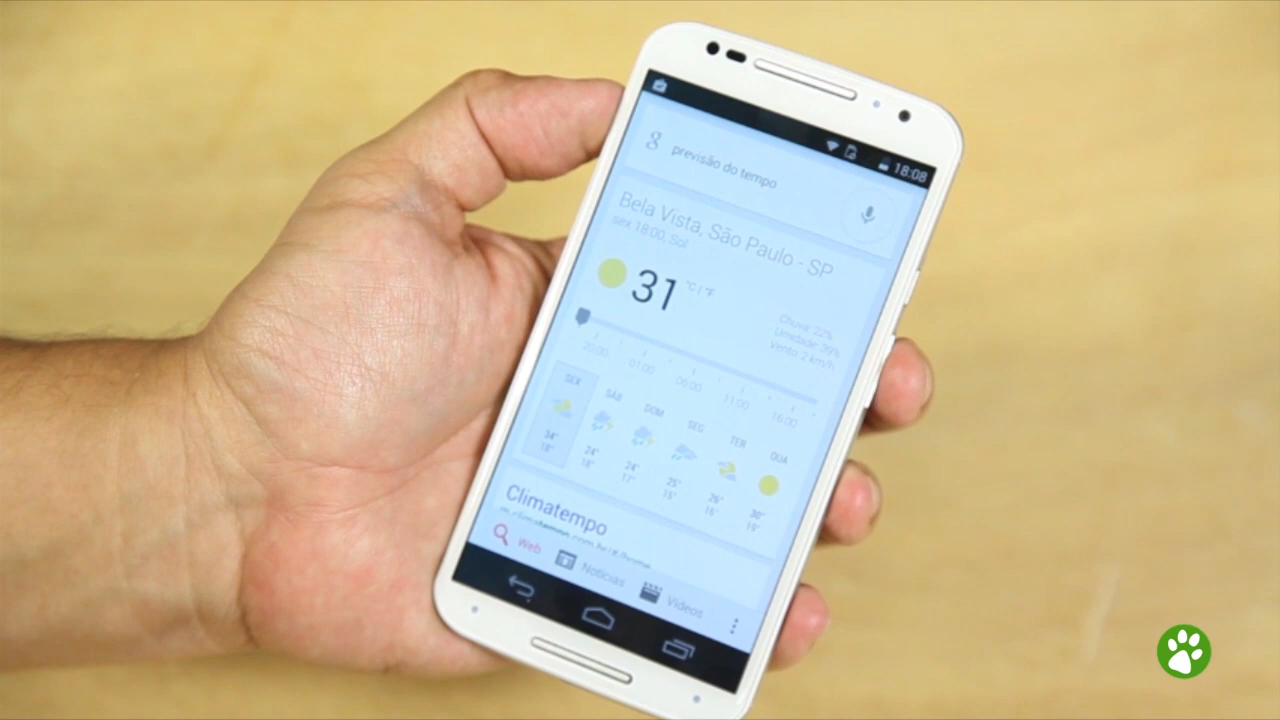 18:08
g previsão do tempo
Bela Vista, São Paulo - SP
sex 18:00, Sol
31 °C | °F
Chuva: 22%
Umidade: 39%
Vento: 2 km/h
20:00 01:00 06:00 11:00 16:00
SEX SÁB DOM SEG TER QUA
34° 24° 24° 25° 26° 30°
18° 18° 17° 15° 16° 19°
Climatempo
Web Notícias Vídeos